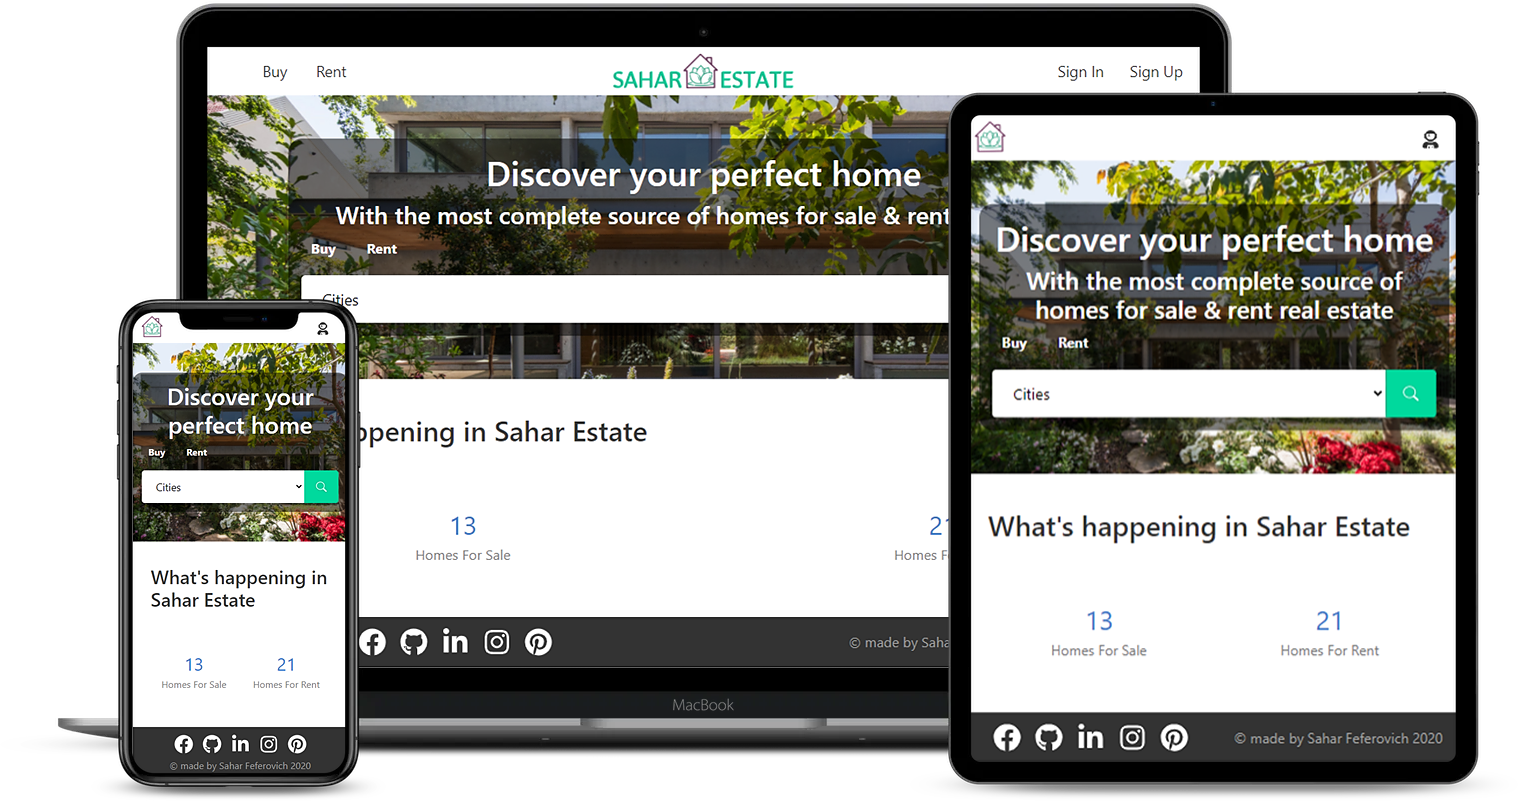 Buy Rent SAHAR ESTATE Sign In Sign Up
Discover your perfect home
With the most complete source of homes for sale & rent
Buy Rent
Cities
ppening in Sahar Estate
13
Homes For Sale
21
Homes F
© made by Saha
MacBook
Discover your
perfect home
Buy Rent
Cities
What's happening in
Sahar Estate
13 21
Homes For Sale Homes For Rent
© made by Sahar Feferovich 2020
Discover your perfect home
With the most complete source of
homes for sale & rent real estate
Buy Rent
Cities
What's happening in Sahar Estate
13 21
Homes For Sale Homes For Rent
© made by Sahar Feferovich 2020